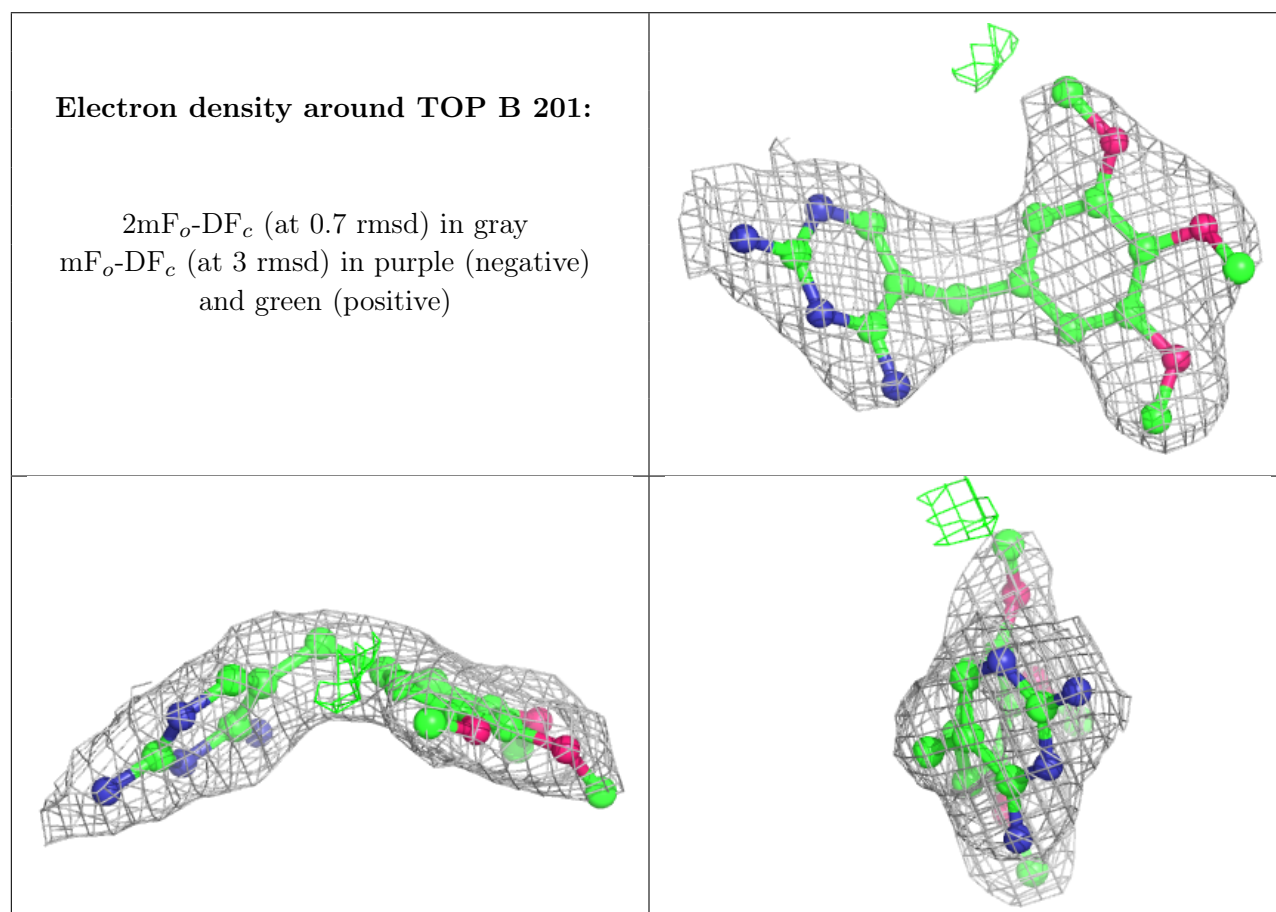 Electron density around TOP B 201:
2mFo-DFc (at 0.7 rmsd) in gray
mFo-DFc (at 3 rmsd) in purple (negative)
and green (positive)